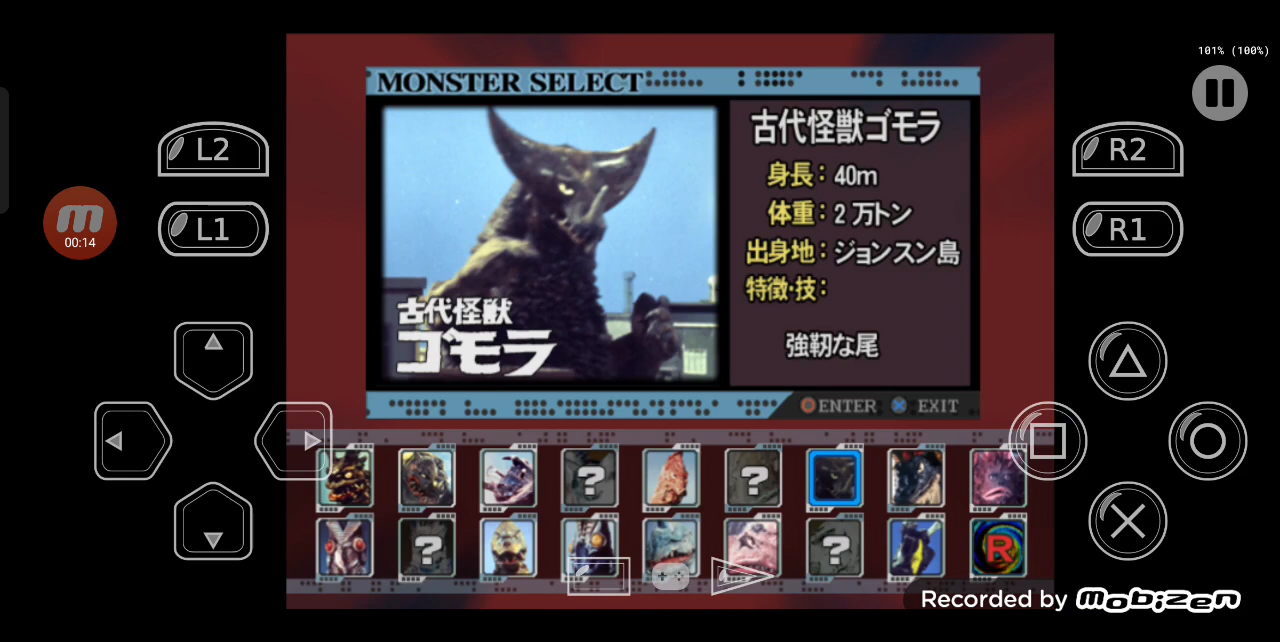 101% (100%)
MONSTER SELECT
古代怪獣ゴモラ
身長：40m
体重：2万トン
出身地：ジョンスン島
特徴・技：
強靭な尾
古代怪獣
ゴモラ
ENTER EXIT
L2
R2
L1
R1
00:14
?
?
?
?
R
Recorded by mobizen